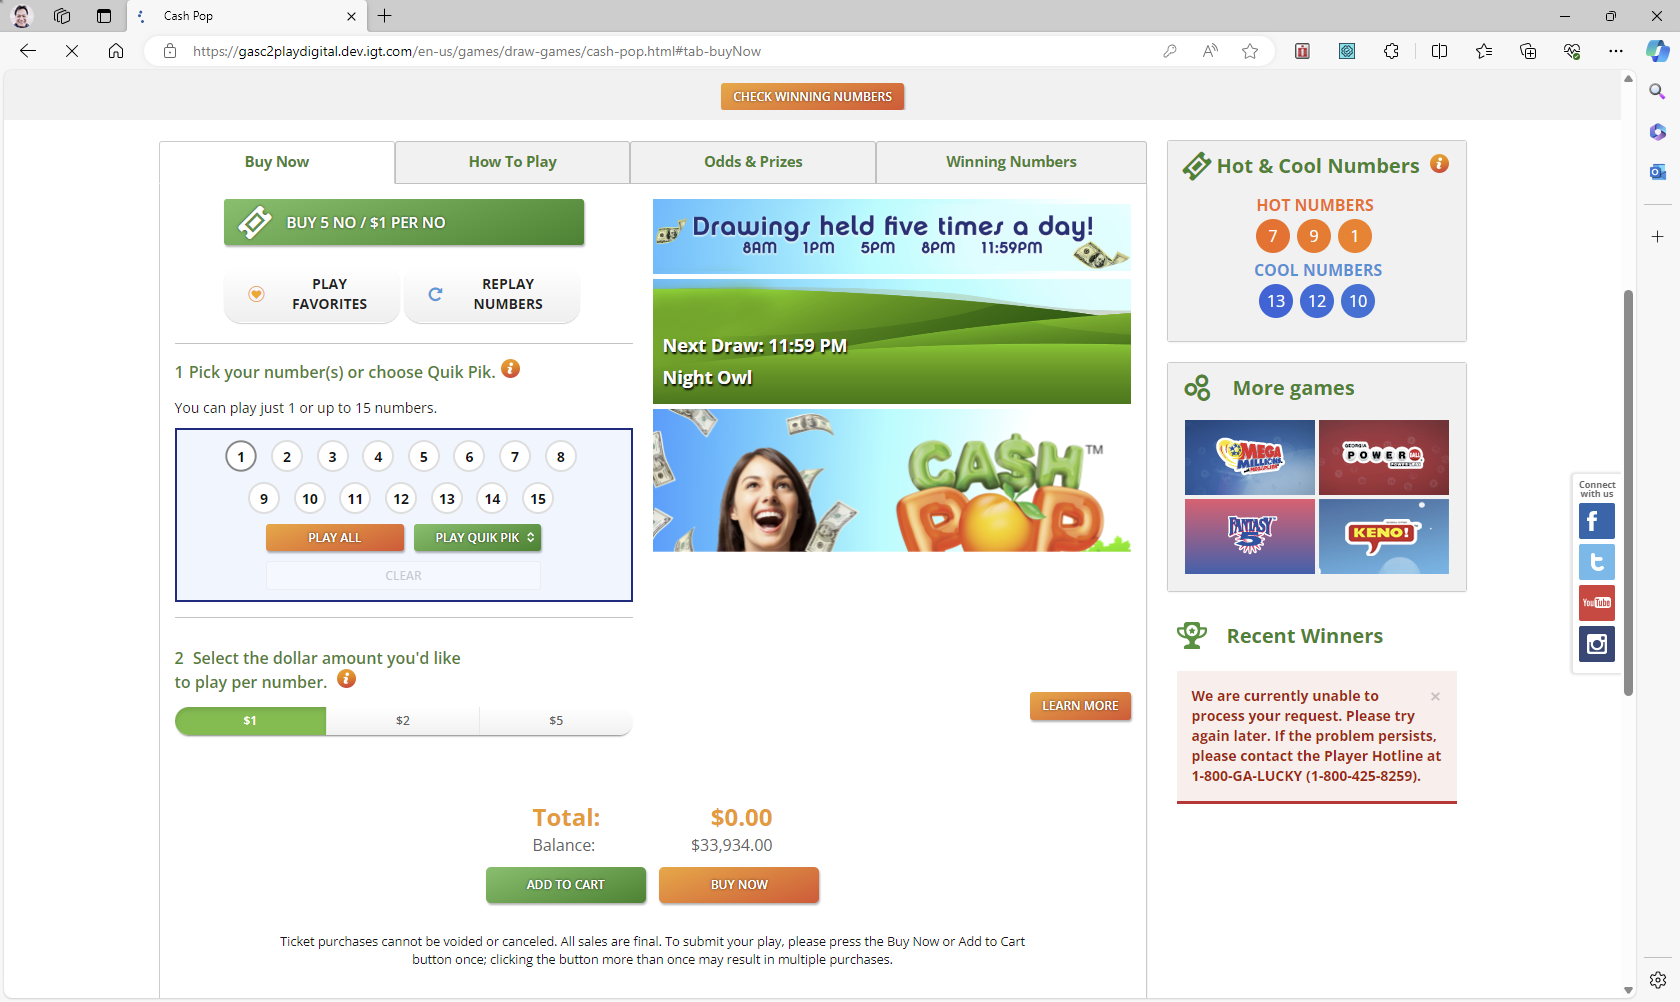 Cash Pop
https://gasc2playdigital.dev.igt.com/en-us/games/draw-games/cash-pop.html#tab-buyNow
CHECK WINNING NUMBERS
Buy Now
How To Play
Odds & Prizes
Winning Numbers
BUY 5 NO / $1 PER NO
PLAY
FAVORITES
REPLAY
NUMBERS
1 Pick your number(s) or choose Quik Pik.
You can play just 1 or up to 15 numbers.
1 2 3 4 5 6 7 8
9 10 11 12 13 14 15
PLAY ALL
PLAY QUIK PIK
CLEAR
2 Select the dollar amount you'd like
to play per number.
$1 $2 $5
Drawings held five times a day!
8AM 1PM 5PM 8PM 11:59PM
Next Draw: 11:59 PM
Night Owl
CASH™
POP
LEARN MORE
Total: $0.00
Balance: $33,934.00
ADD TO CART
BUY NOW
Ticket purchases cannot be voided or canceled. All sales are final. To submit your play, please press the Buy Now or Add to Cart
button once; clicking the button more than once may result in multiple purchases.
Hot & Cool Numbers
HOT NUMBERS
7 9 1
COOL NUMBERS
13 12 10
More games
MEGA
MILLIONS
GEORGIA
POWERBALL
FANTASY
5
KENO!
Recent Winners
We are currently unable to
process your request. Please try
again later. If the problem persists,
please contact the Player Hotline at
1-800-GA-LUCKY (1-800-425-8259).
Connect
with us
YouTube